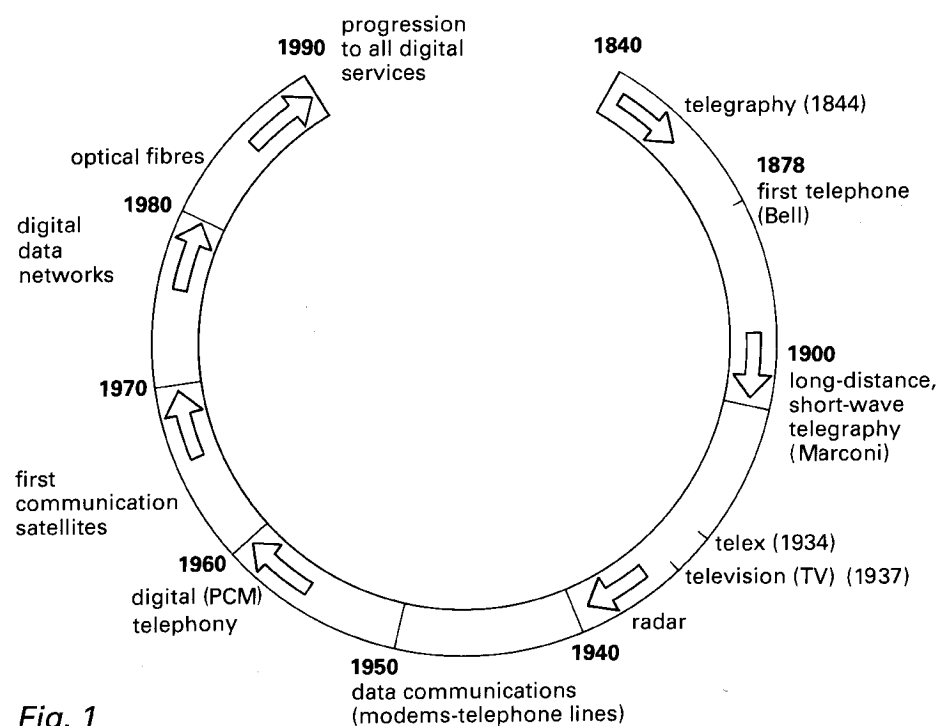 1840
telegraphy (1844)
1878
first telephone
(Bell)
1900
long-distance,
short-wave
telegraphy
(Marconi)
telex (1934)
television (TV) (1937)
radar
1940
1950
data communications
(modems-telephone lines)
1960
digital (PCM)
telephony
first
communication
satellites
1970
digital
data
networks
1980
optical fibres
1990
progression
to all digital
services
Fig. 1